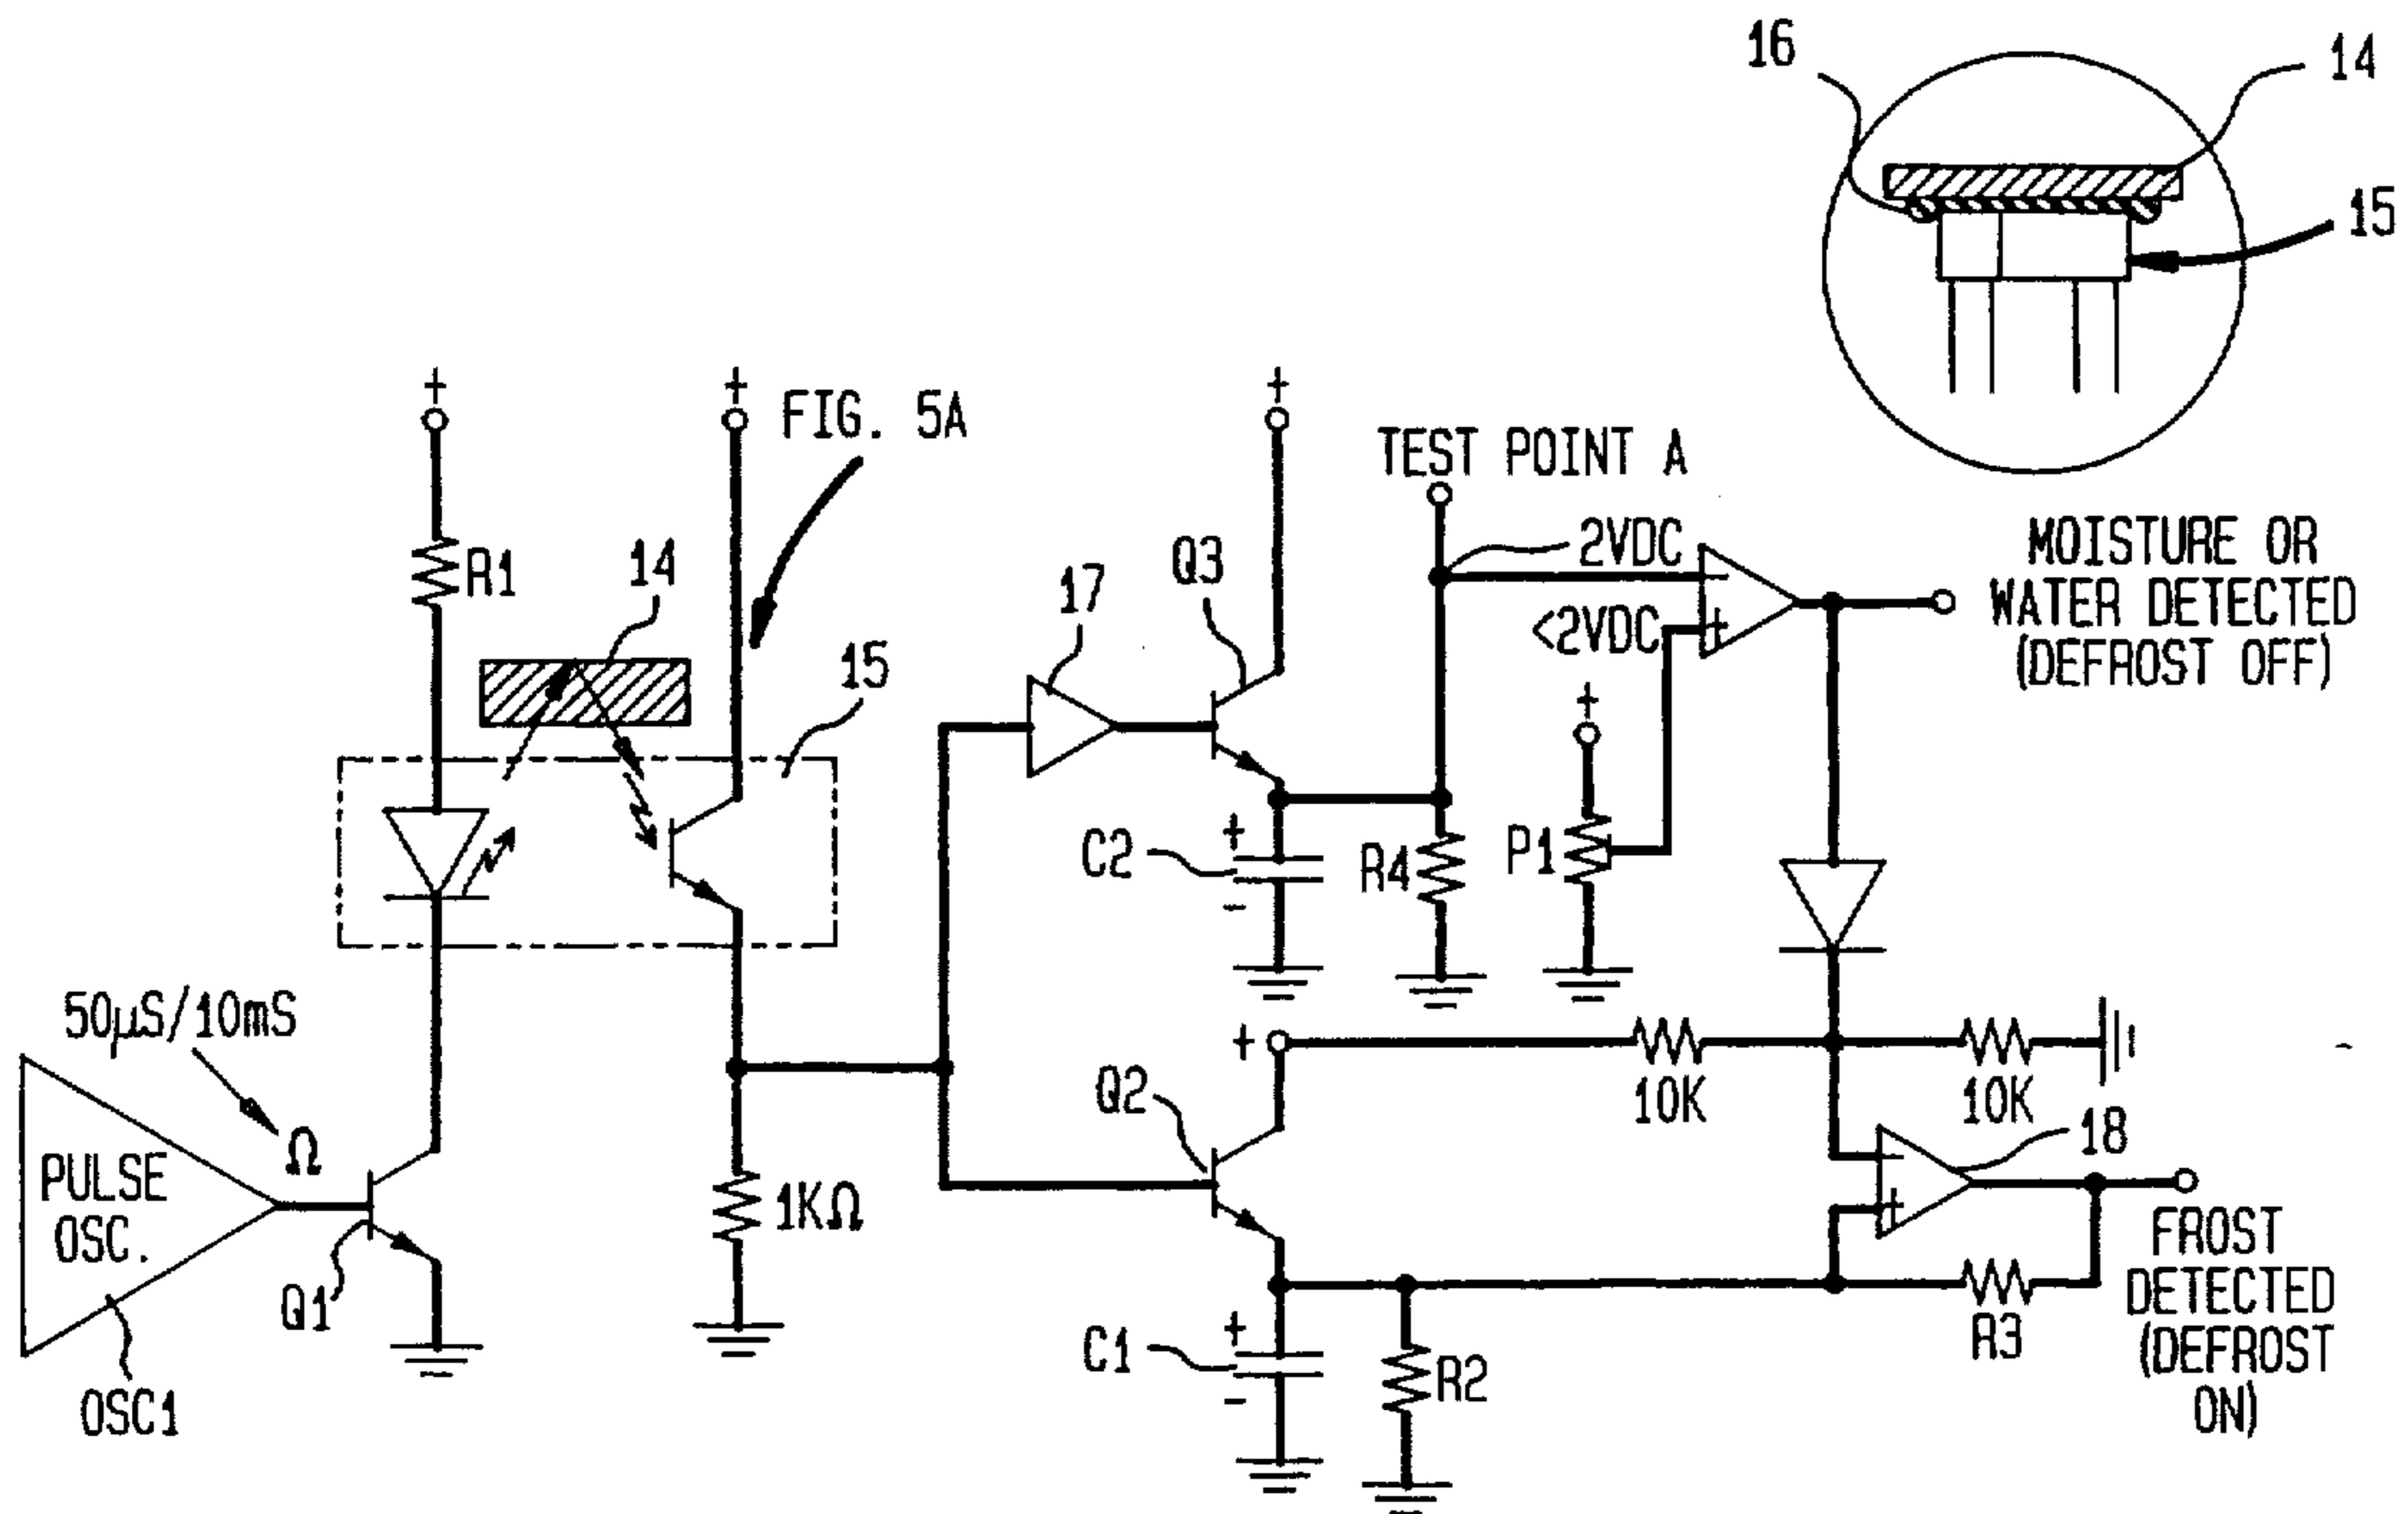 16
14
15
+
+
FIG. 5A
+
TEST POINT A
R1
14
17
Q3
2VDC
-
<2VDC
+
MOISTURE OR
WATER DETECTED
(DEFROST OFF)
15
+
C2
+
-
R4
P1
50µS/10mS
Ω
PULSE
OSC.
Q1
OSC1
1KΩ
+
Q2
10K
10K
18
-
+
FROST
DETECTED
(DEFROST
ON)
C1
+
-
R2
R3